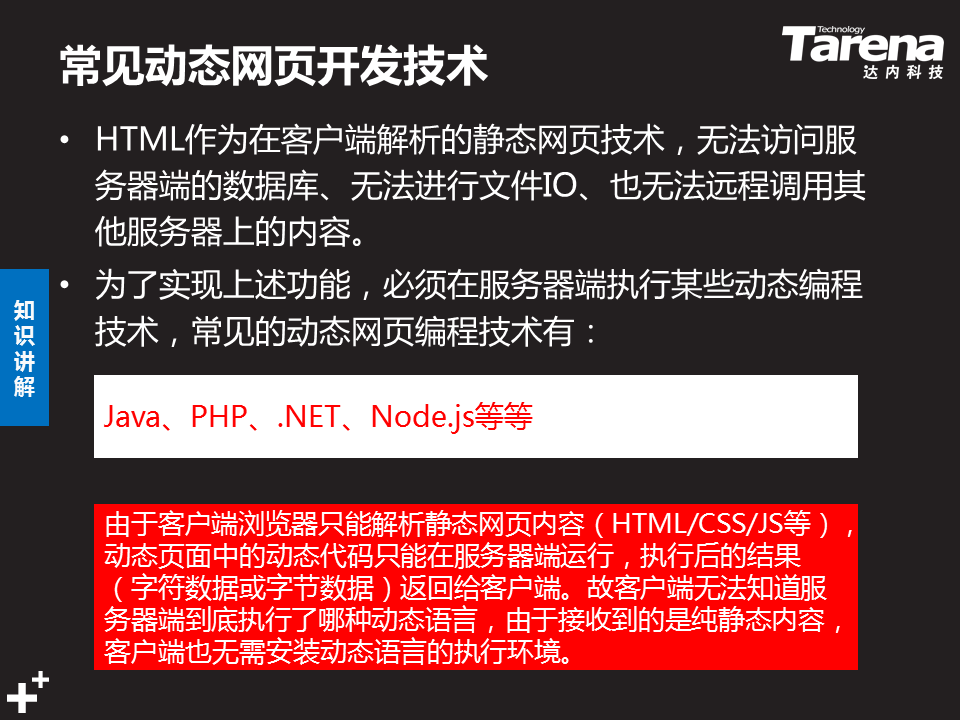 常见动态网页开发技术
Technology
Tarena
达内科技
• HTML作为在客户端解析的静态网页技术，无法访问服
务器端的数据库、无法进行文件IO、也无法远程调用其
他服务器上的内容。
• 为了实现上述功能，必须在服务器端执行某些动态编程
技术，常见的动态网页编程技术有：
知
识
讲
解
Java、PHP、.NET、Node.js等等
由于客户端浏览器只能解析静态网页内容（HTML/CSS/JS等），
动态页面中的动态代码只能在服务器端运行，执行后的结果
（字符数据或字节数据）返回给客户端。故客户端无法知道服
务器端到底执行了哪种动态语言，由于接收到的是纯静态内容，
客户端也无需安装动态语言的执行环境。